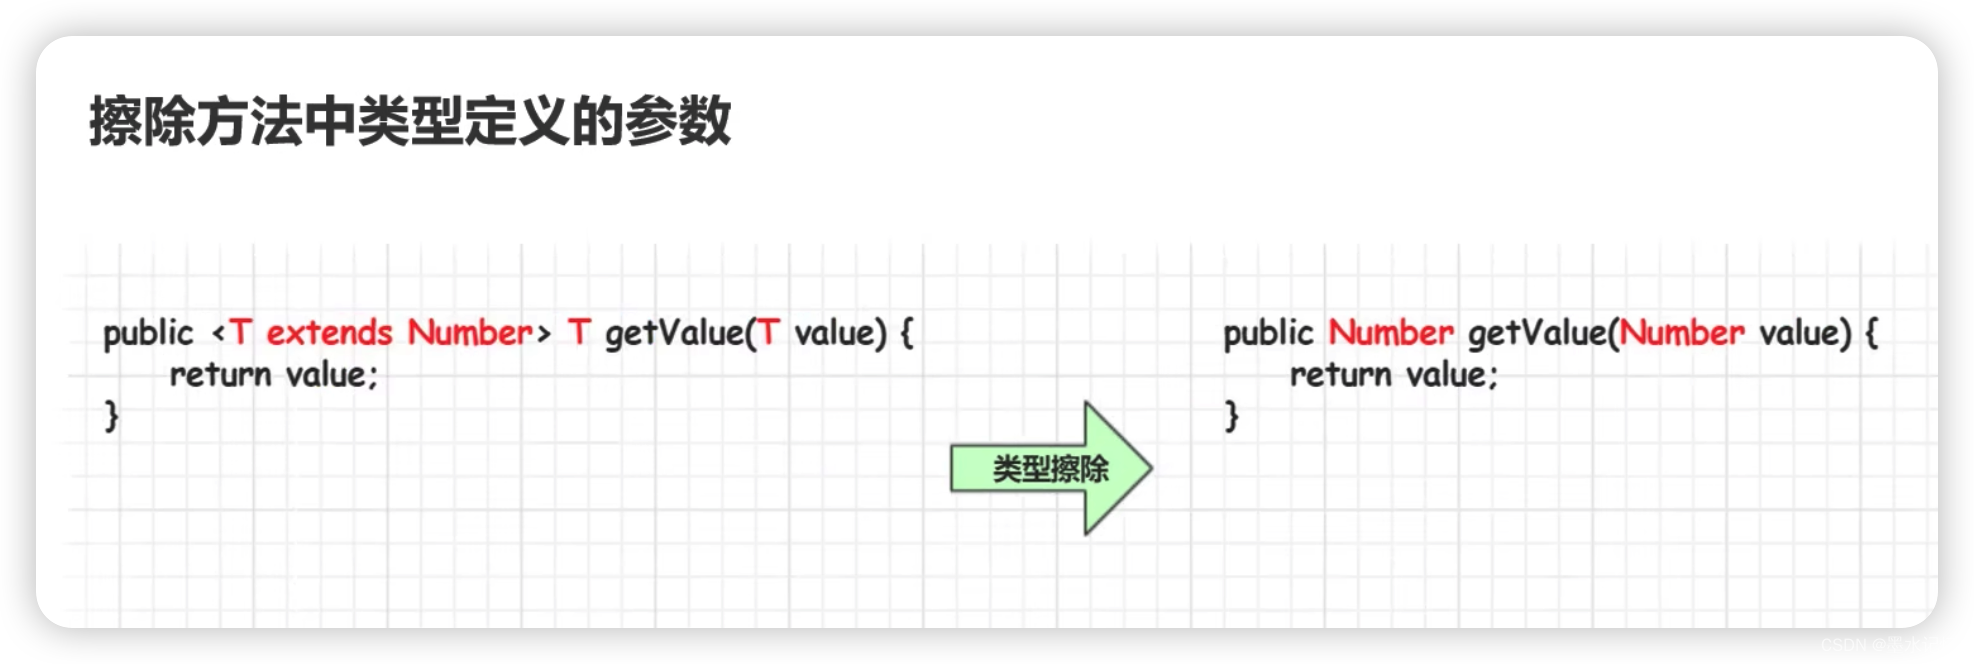 擦除方法中类型定义的参数
public <T extends Number> T getValue(T value) {
return value;
}
类型擦除
public Number getValue(Number value) {
return value;
}
CSDN